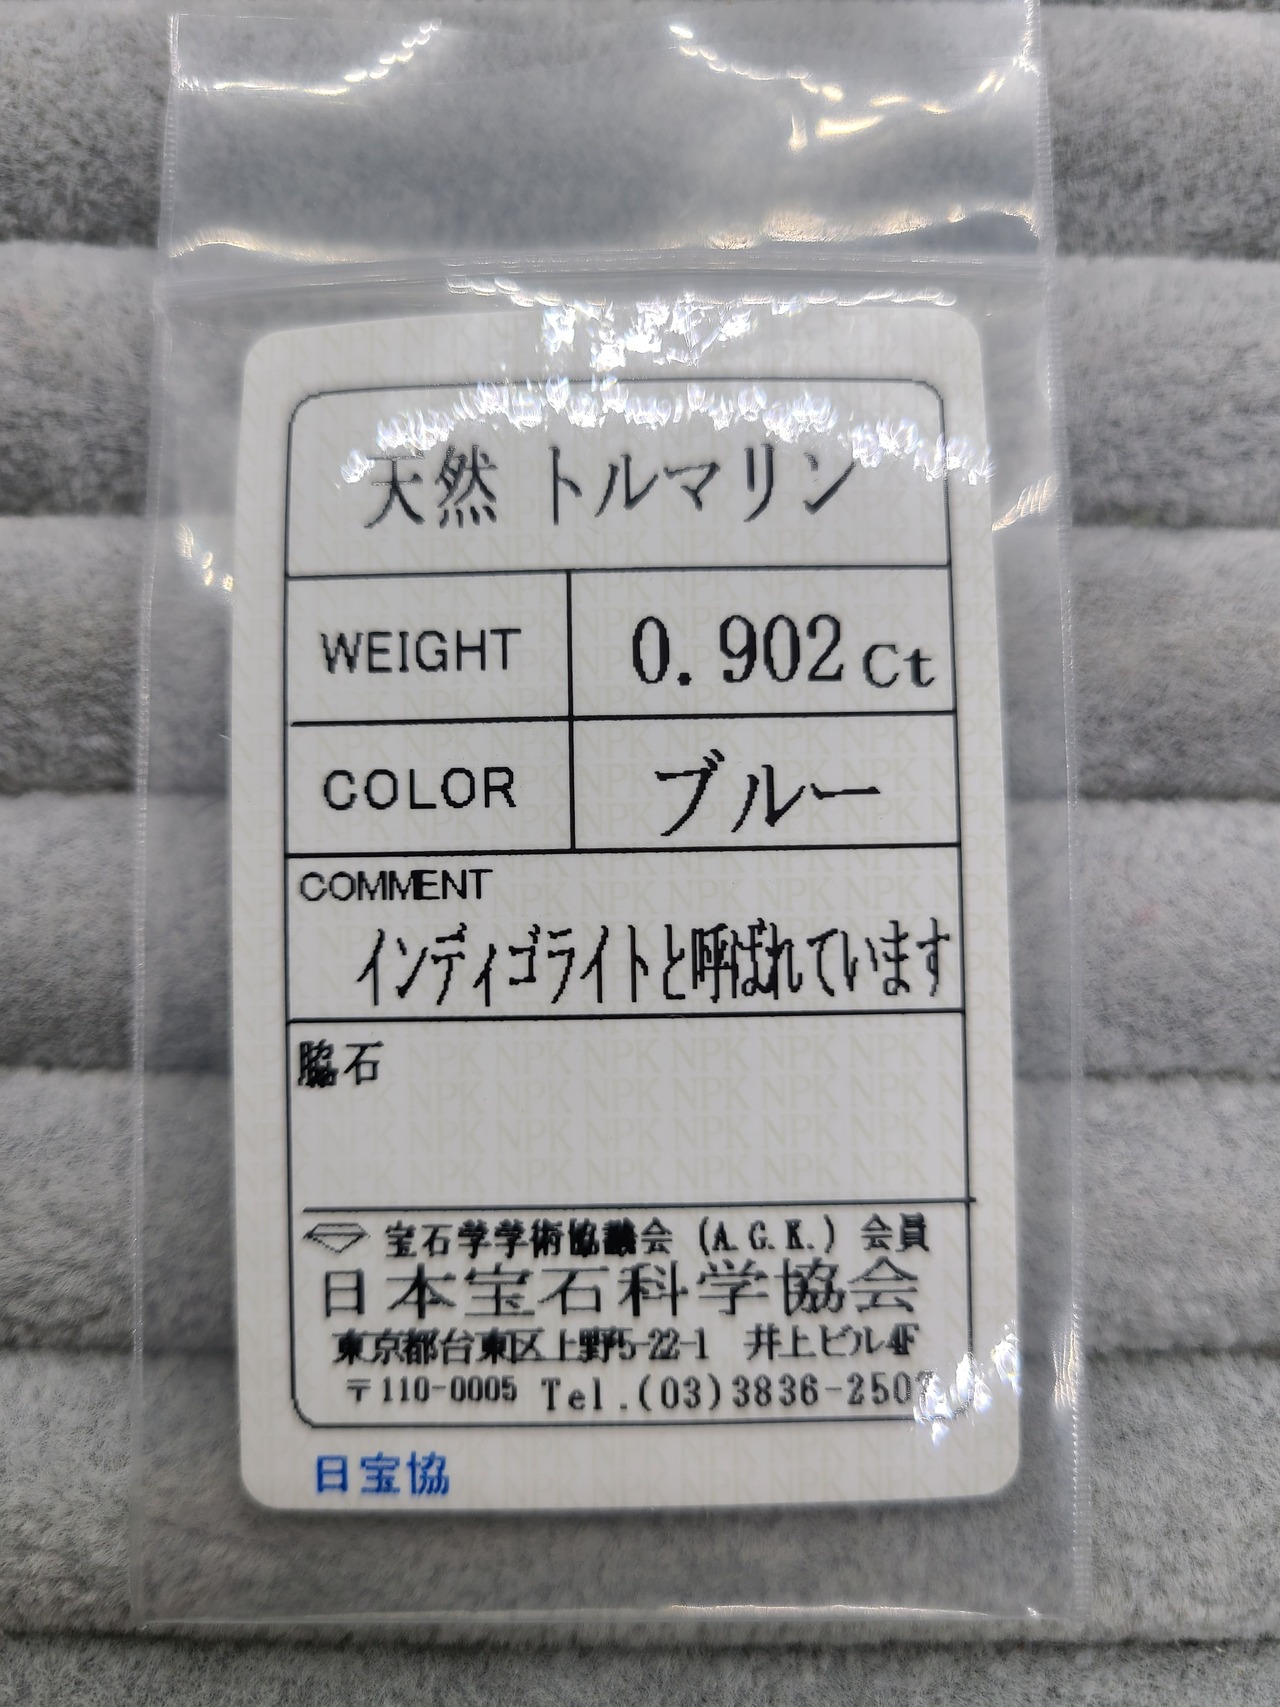 天然 トルマリン
WEIGHT 0.902ct
COLOR ブルー
COMMENT
インディゴライトと呼ばれています
脇石
宝石学学術協議会 (A.G.K.) 会員
日本宝石科学協会
東京都台東区上野5-22-1 井上ビル4F
〒110-0005 Tel.(03)3836-250
日宝協